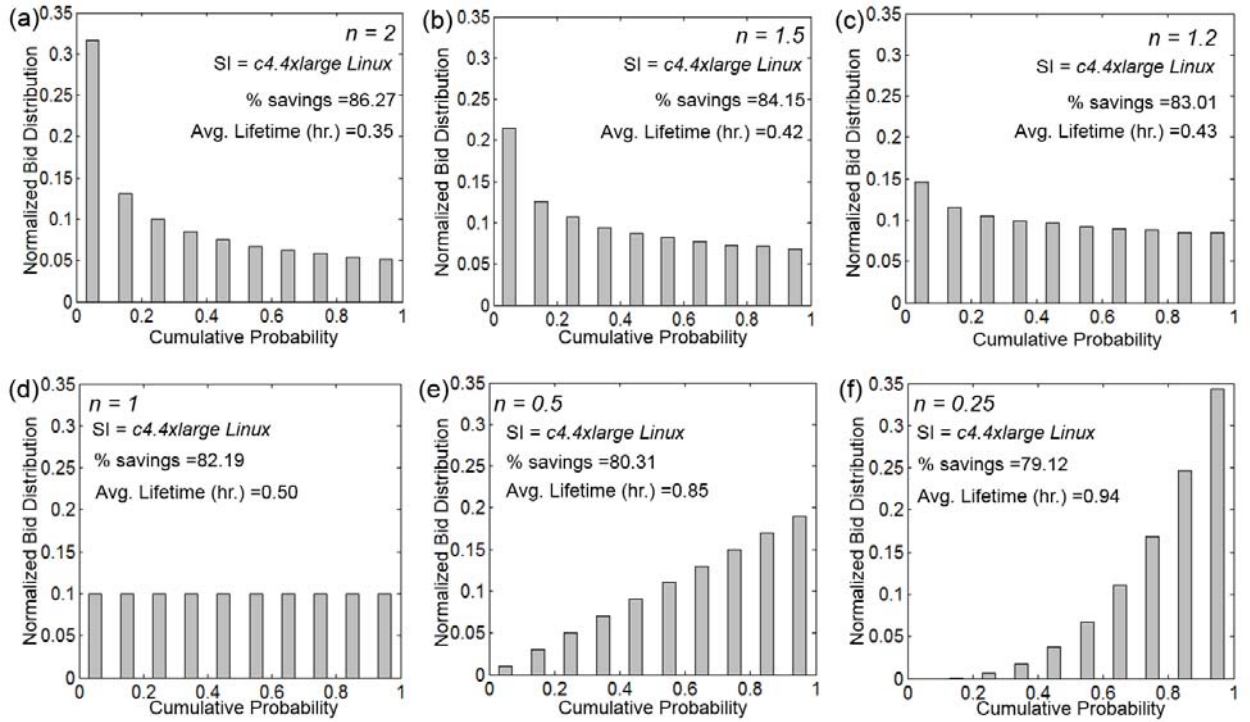 (a)
n = 2
SI = c4.4xlarge Linux
% savings =86.27
Avg. Lifetime (hr.) =0.35
Normalized Bid Distribution
0.35
0.3
0.25
0.2
0.15
0.1
0.05
0
0 0.2 0.4 0.6 0.8 1
Cumulative Probability
(b)
n = 1.5
SI = c4.4xlarge Linux
% savings =84.15
Avg. Lifetime (hr.) =0.42
Normalized Bid Distribution
0.35
0.3
0.25
0.2
0.15
0.1
0.05
0
0 0.2 0.4 0.6 0.8 1
Cumulative Probability
(c)
n = 1.2
SI = c4.4xlarge Linux
% savings =83.01
Avg. Lifetime (hr.) =0.43
Normalized Bid Distribution
0.35
0.3
0.25
0.2
0.15
0.1
0.05
0
0 0.2 0.4 0.6 0.8 1
Cumulative Probability
(d)
n = 1
SI = c4.4xlarge Linux
% savings =82.19
Avg. Lifetime (hr.) =0.50
Normalized Bid Distribution
0.35
0.3
0.25
0.2
0.15
0.1
0.05
0
0 0.2 0.4 0.6 0.8 1
Cumulative Probability
(e)
n = 0.5
SI = c4.4xlarge Linux
% savings =80.31
Avg. Lifetime (hr.) =0.85
Normalized Bid Distribution
0.35
0.3
0.25
0.2
0.15
0.1
0.05
0
0 0.2 0.4 0.6 0.8 1
Cumulative Probability
(f)
n = 0.25
SI = c4.4xlarge Linux
% savings =79.12
Avg. Lifetime (hr.) =0.94
Normalized Bid Distribution
0.35
0.3
0.25
0.2
0.15
0.1
0.05
0
0 0.2 0.4 0.6 0.8 1
Cumulative Probability